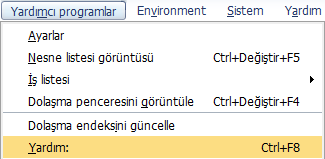 Yardımcı programlar Environment Sistem Yardım
Ayarlar
Nesne listesi görüntüsü Ctrl+Değiştir+F5
İş listesi
Dolaşma penceresini görüntüle Ctrl+Değiştir+F4
Dolaşma endeksini güncelle
Yardım: Ctrl+F8